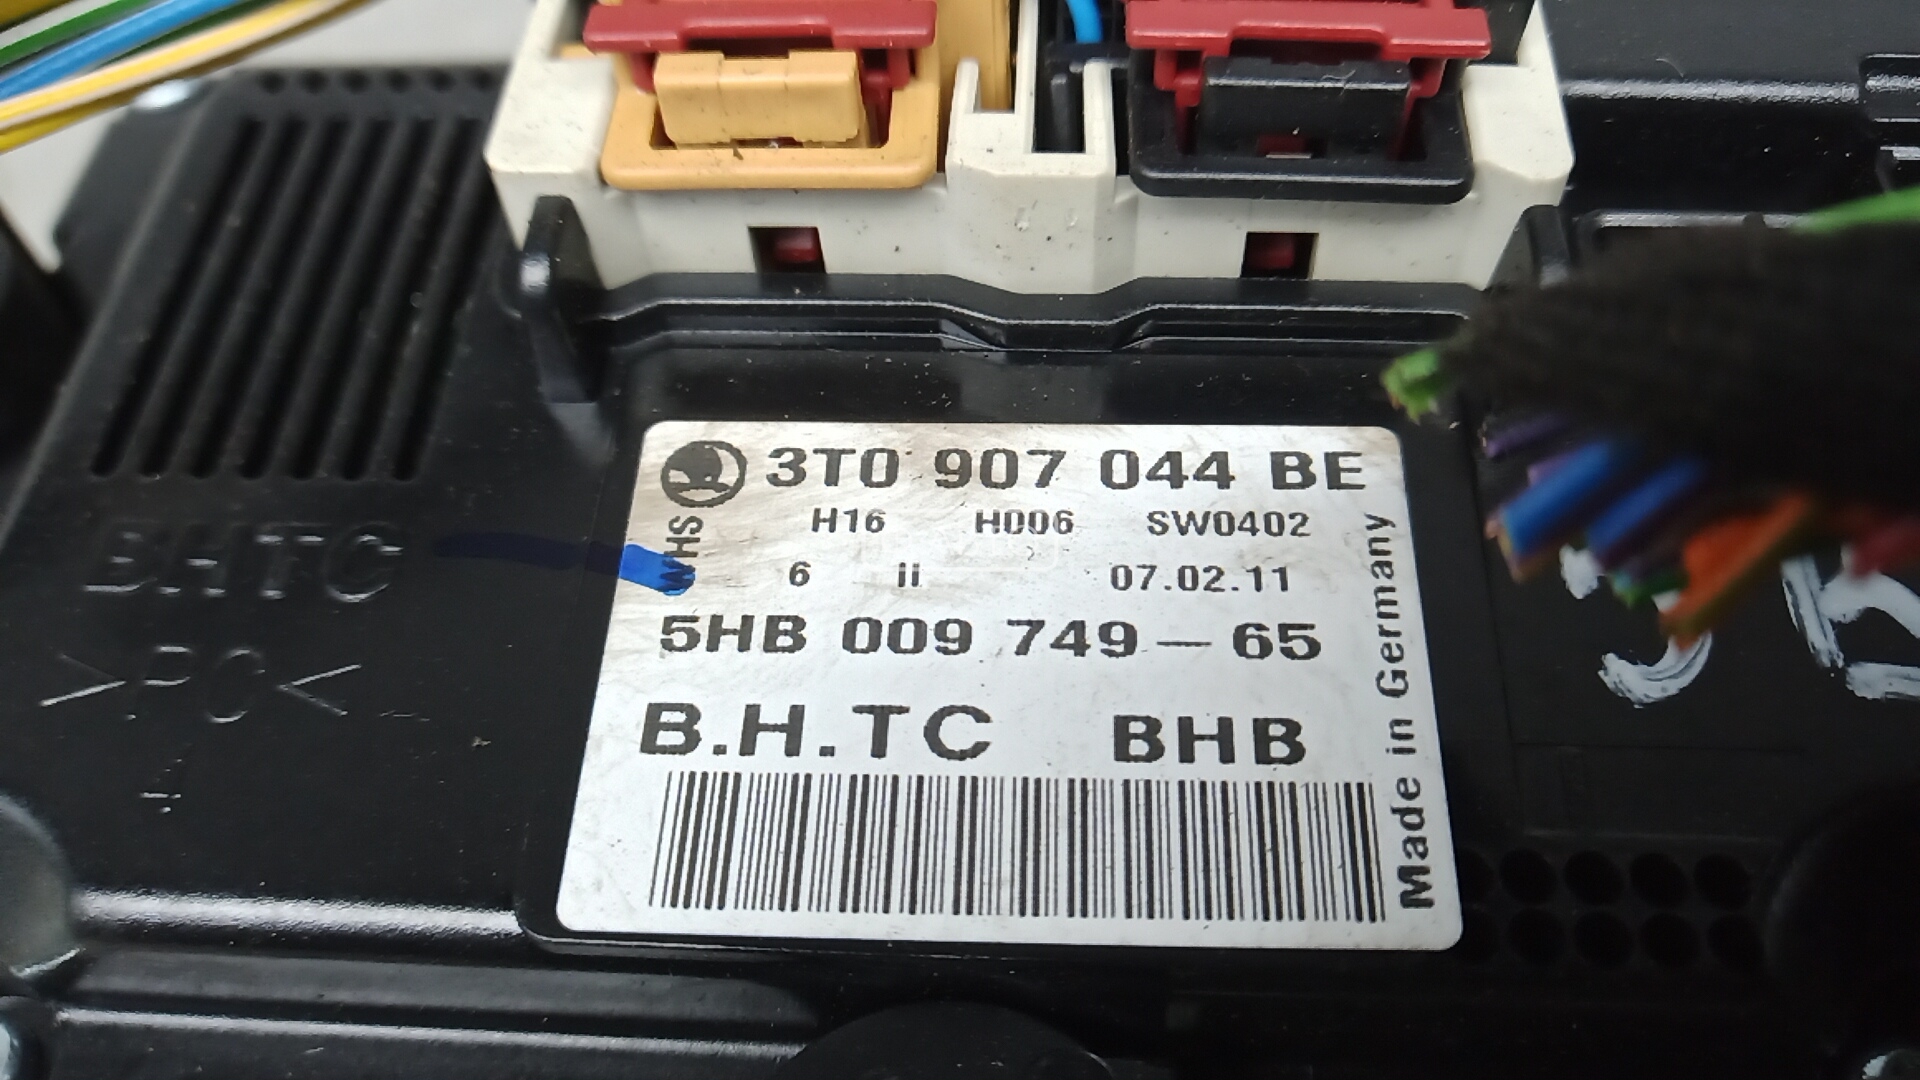 3T0 907 044 BE
H16 H006 SW0402
WHS
6 II 07.02.11
5HB 009 749 – 65
B.H.TC BHB
Made in Germany
BHTC
>PC<
4